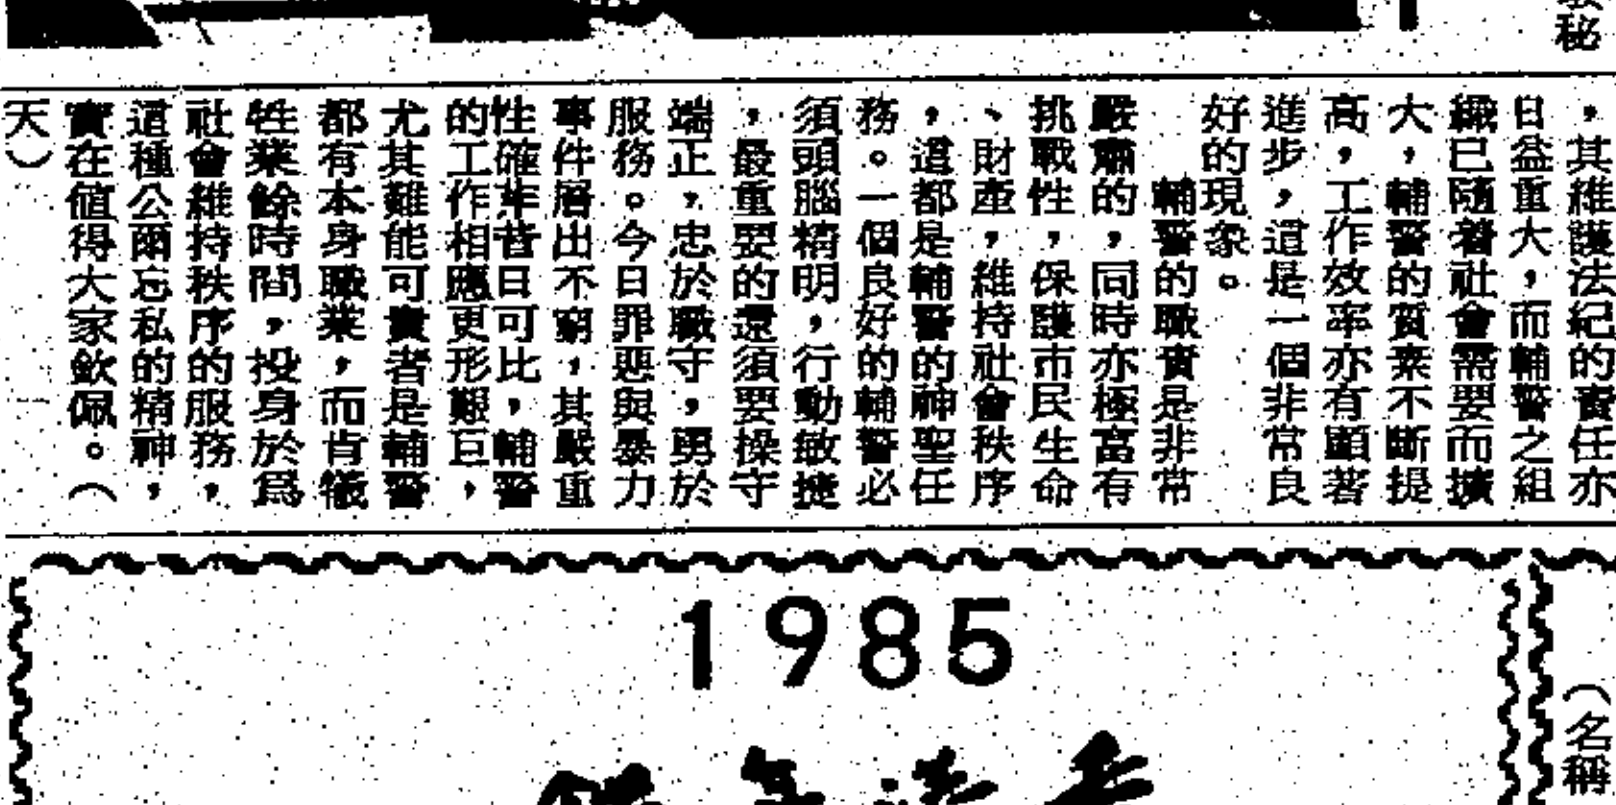 秘
，其維護法紀的責任亦
日益重大，而輔警之組
織已隨着社會需要而擴
大，輔警的質素不斷提
高，工作效率亦有顯著
進步，這是一個非常良
好的現象。
輔警的職責是非常
嚴肅的，同時亦極富有
挑戰性，保護市民生命
、財產，維持社會秩序
，這都是輔警的神聖任
務。一個良好的輔警必
須頭腦精明，行動敏捷
，最重要的還須要操守
端正，忠於職守，勇於
服務。今日罪惡與暴力
事件層出不窮，其嚴重
性確非昔日可比，輔警
的工作相應更形艱巨，
尤其難能可貴者是輔警
都有本身職業，而肯犧
牲業餘時間，投身於為
社會維持秩序的服務，
這種公爾忘私的精神，
實在值得大家欽佩。（
天）
1985
（名稱